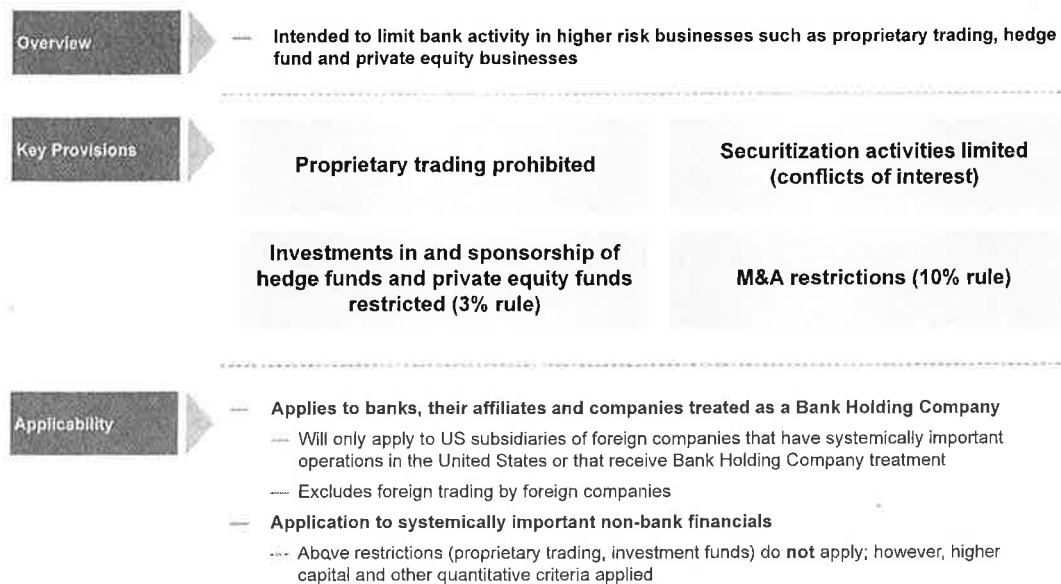 Overview
— Intended to limit bank activity in higher risk businesses such as proprietary trading, hedge
fund and private equity businesses
Key Provisions
Proprietary trading prohibited
Securitization activities limited
(conflicts of interest)
Investments in and sponsorship of
hedge funds and private equity funds
restricted (3% rule)
M&A restrictions (10% rule)
Applicability
— Applies to banks, their affiliates and companies treated as a Bank Holding Company
— Will only apply to US subsidiaries of foreign companies that have systemically important
operations in the United States or that receive Bank Holding Company treatment
— Excludes foreign trading by foreign companies
— Application to systemically important non-bank financials
— Above restrictions (proprietary trading, investment funds) do not apply; however, higher
capital and other quantitative criteria applied